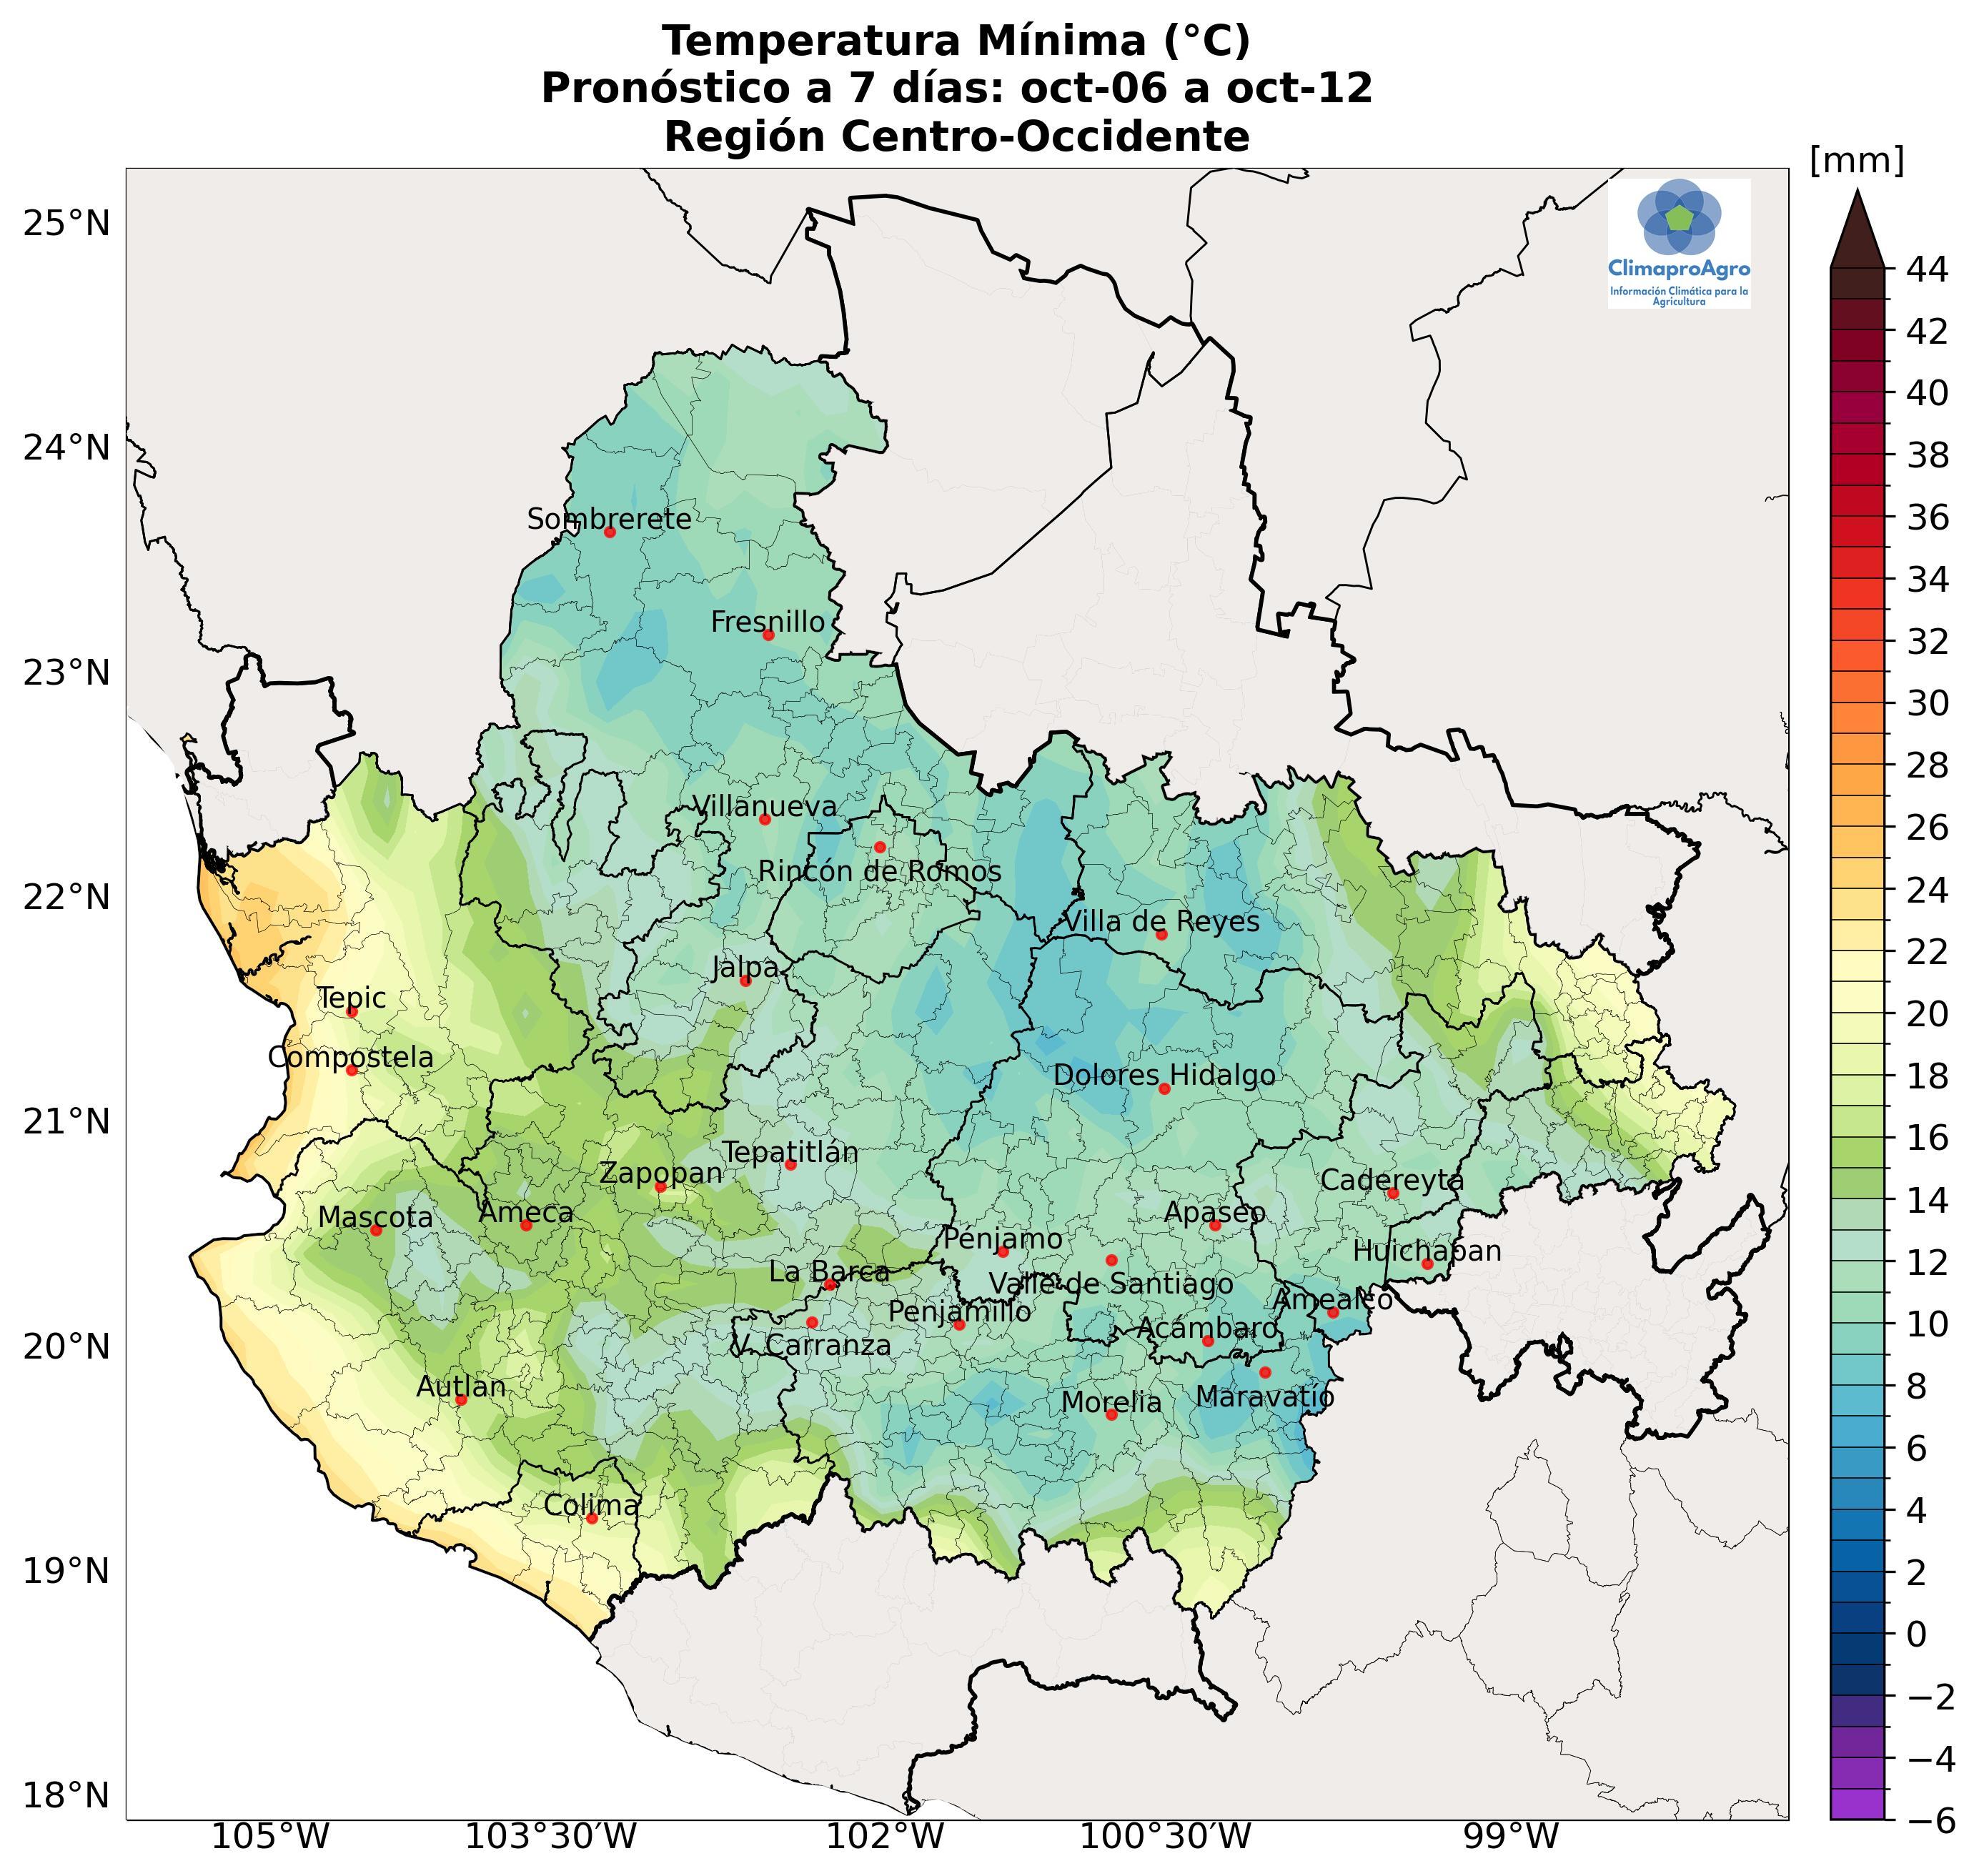 Temperatura Mínima (°C)
Pronóstico a 7 días: oct-06 a oct-12
Región Centro-Occidente
[mm]
ClimaproAgro
Información Climática para la
Agricultura
25°N
24°N
23°N
22°N
21°N
20°N
19°N
18°N
Sombrerete
Fresnillo
Villanueva
Rincón de Romos
Villa de Reyes
Jalpa
Tepic
Compostela
Dolores Hidalgo
Tepatitlán
Zapopan
Cadereyta
Mascota
Ameca
Apaseo
Pénjamo
Huichapan
La Barca
Valle de Santiago
Amealco
Penjamillo
Acámbaro
V. Carranza
Autlan
Morelia
Maravatío
Colima
105°W
103°30'W
102°W
100°30'W
99°W
44
42
40
38
36
34
32
30
28
26
24
22
20
18
16
14
12
10
8
6
4
2
0
−2
−4
−6